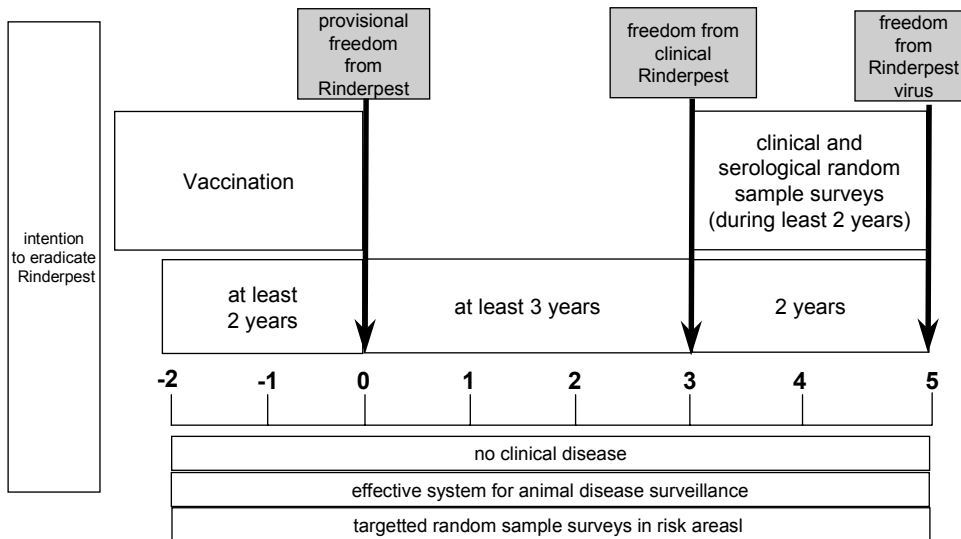 provisional
freedom
from
Rinderpest
freedom from
clinical
Rinderpest
freedom
from
Rinderpest
virus
Vaccination
clinical and
serological random
sample surveys
(during least 2 years)
intention
to eradicate
Rinderpest
at least
2 years
at least 3 years
2 years
-2 -1 0 1 2 3 4 5
no clinical disease
effective system for animal disease surveillance
targetted random sample surveys in risk areasl